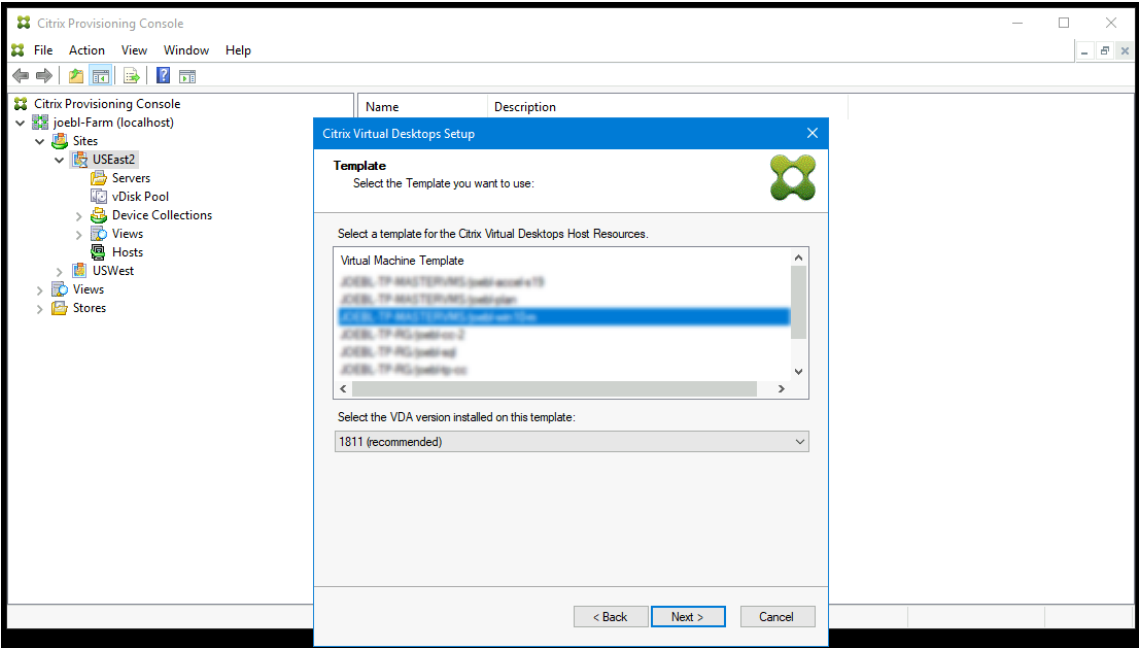 Citrix Provisioning Console
File Action View Window Help
Citrix Provisioning Console
joebl-Farm (localhost)
Sites
USEast2
Servers
vDisk Pool
Device Collections
Views
Hosts
USWest
Views
Stores
Name Description
Citrix Virtual Desktops Setup
Template
Select the Template you want to use:
Select a template for the Citrix Virtual Desktops Host Resources.
Virtual Machine Template
Select the VDA version installed on this template:
1811 (recommended)
< Back Next > Cancel